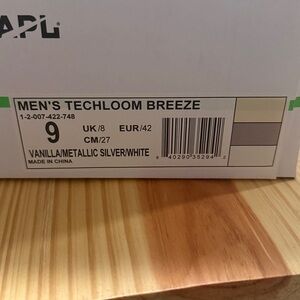 APL
MEN'S TECHLOOM BREEZE
1-2-007-422-748
9 UK/8 EUR/42
CM/27
VANILLA/METALLIC SILVER/WHITE
MADE IN CHINA